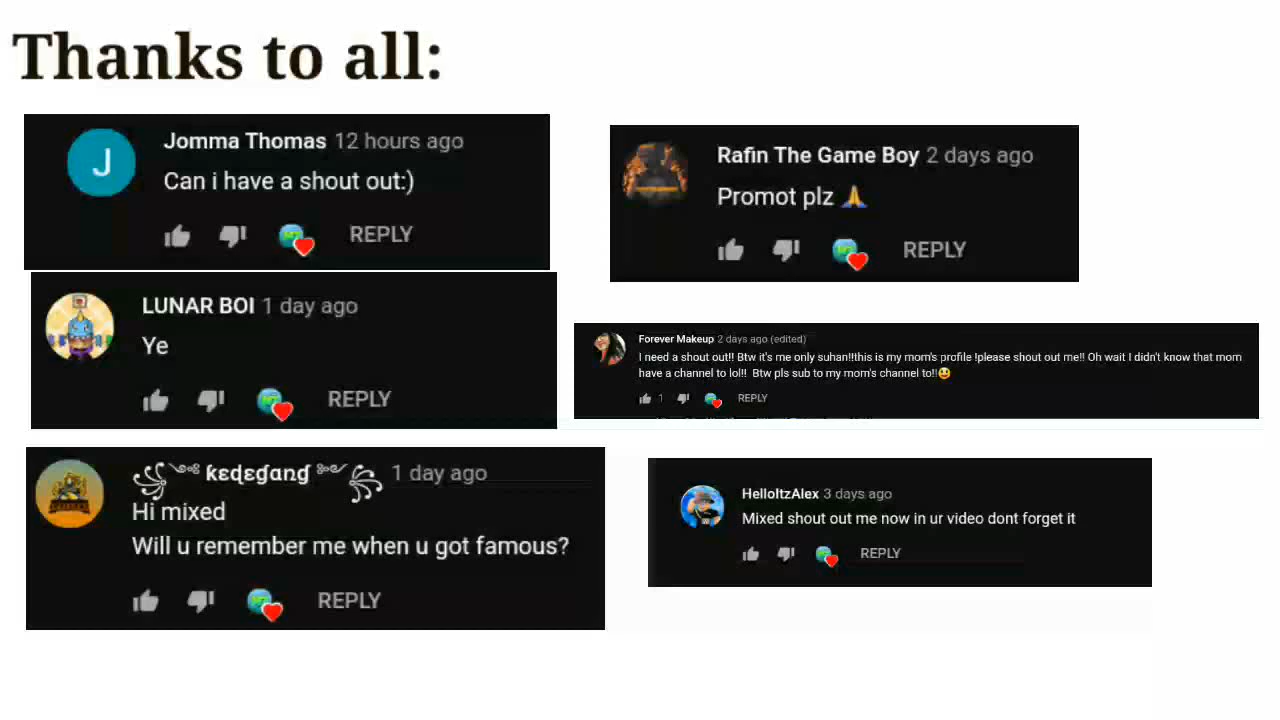 Thanks to all:
Jomma Thomas 12 hours ago
Can i have a shout out:)
REPLY
LUNAR BOI 1 day ago
Ye
REPLY
꧁༺ ƙɛɖɛɠąŋɠ ༻꧂ 1 day ago
Hi mixed
Will u remember me when u got famous?
REPLY
Rafin The Game Boy 2 days ago
Promot plz 🙏
REPLY
Forever Makeup 2 days ago (edited)
I need a shout out!! Btw it's me only suhan!!this is my mom's profile !please shout out me!! Oh wait I didn't know that mom
have a channel to lol!! Btw pls sub to my mom's channel to!!😃
1 REPLY
HelloItzAlex 3 days ago
Mixed shout out me now in ur video dont forget it
REPLY